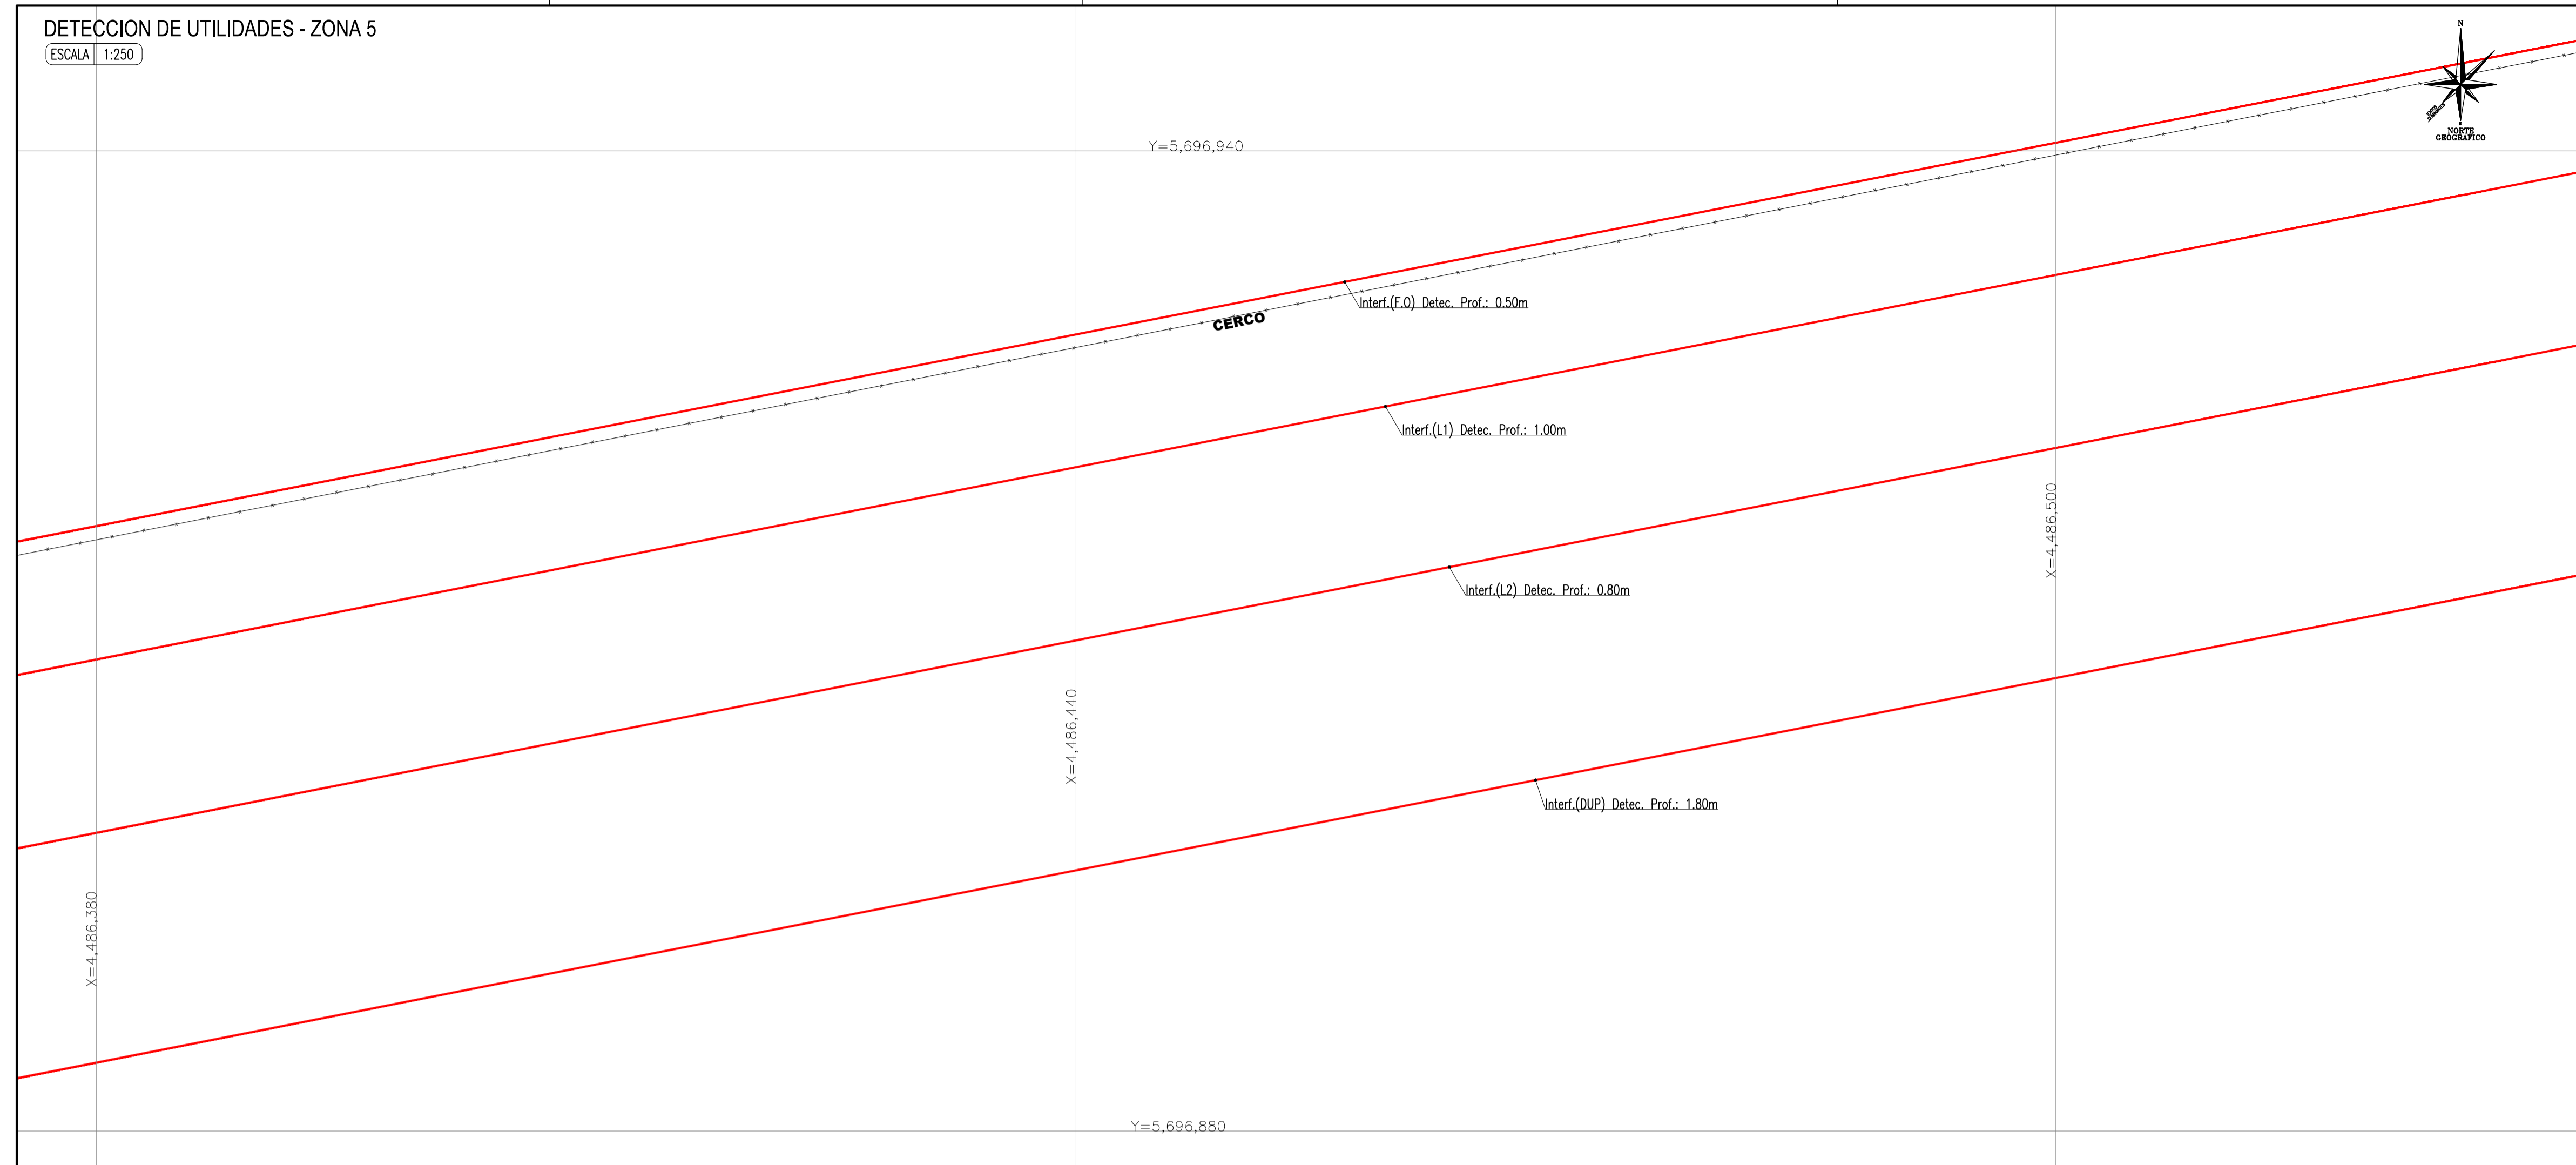 DETECCION DE UTILIDADES - ZONA 5
ESCALA 1:250
N
NORTE
GEOGRAFICO
Y=5,696,940
Interf.(F.O) Detec. Prof.: 0.50m
CERCO
Interf.(L1) Detec. Prof.: 1.00m
X=4,486,500
Interf.(L2) Detec. Prof.: 0.80m
X=4,486,440
Interf.(DUP) Detec. Prof.: 1.80m
X=4,486,380
Y=5,696,880